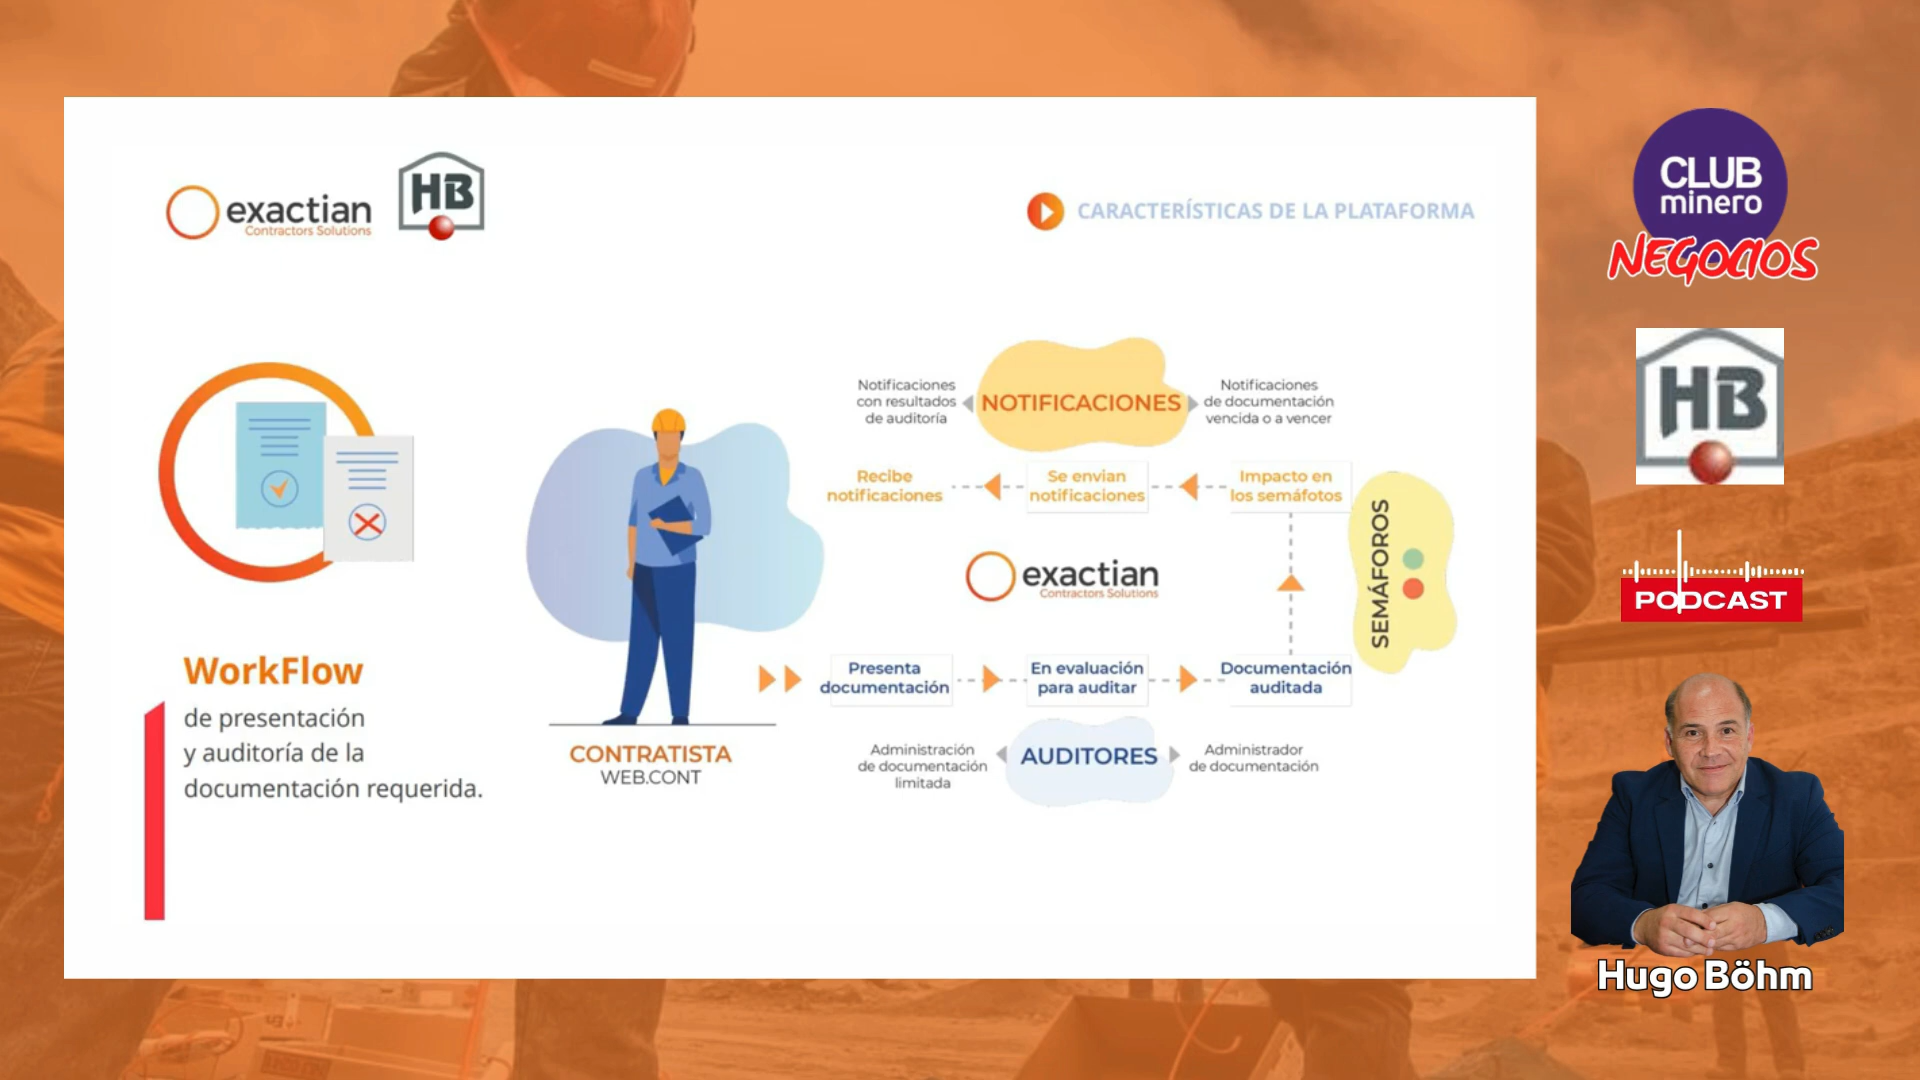 exactian
Contractors Solutions
HB
CARACTERÍSTICAS DE LA PLATAFORMA
WorkFlow
de presentación
y auditoría de la
documentación requerida.
CONTRATISTA
WEB.CONT
Notificaciones
con resultados
de auditoría
NOTIFICACIONES
Notificaciones
de documentación
vencida o a vencer
Recibe
notificaciones
Se envian
notificaciones
Impacto en
los semáfotos
SEMÁFOROS
exactian
Contractors Solutions
Presenta
documentación
En evaluación
para auditar
Documentación
auditada
Administración
de documentación
limitada
AUDITORES
Administrador
de documentación
CLUB
minero
NEGOCIOS
HB
PODCAST
Hugo Böhm